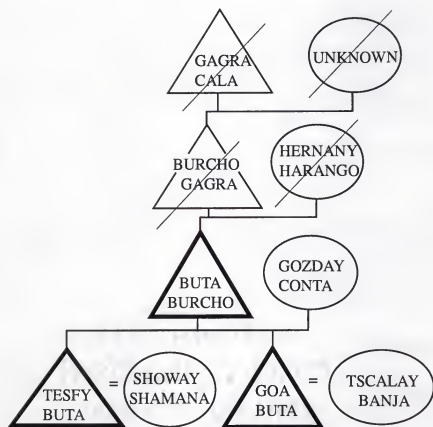 GAGRA
CALA
UNKNOWN
BURCHO
GAGRA
HERNANY
HARANGO
BUTA
BURCHO
GOZDAY
CONTA
TESFY
BUTA
=
SHOWAY
SHAMANA
GOA
BUTA
=
TSCALAY
BANJA